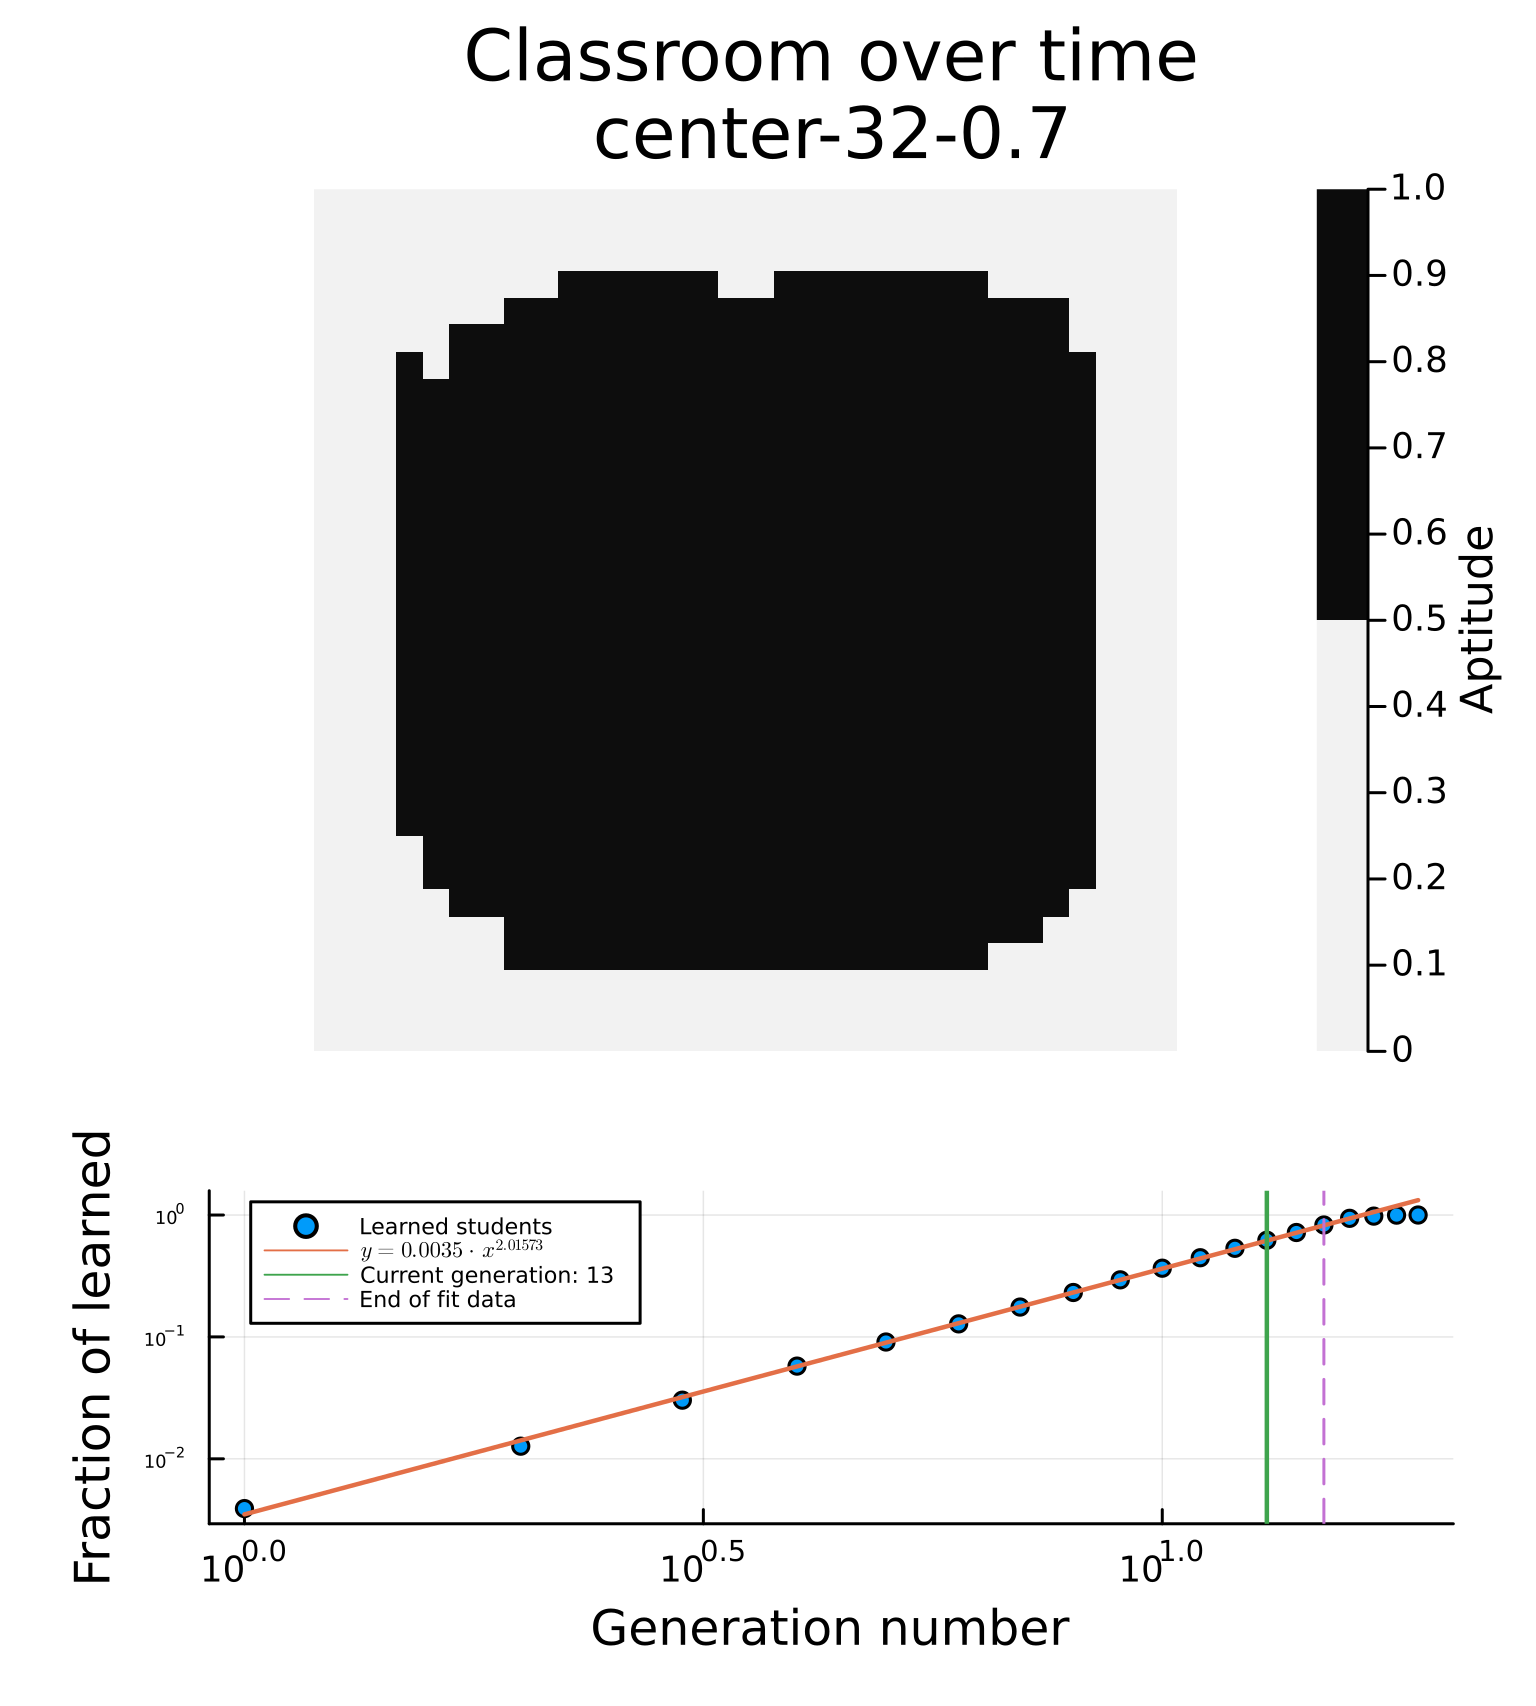 Classroom over time
center-32-0.7
1.0
0.9
0.8
0.7
0.6
0.5
0.4
0.3
0.2
0.1
0
Aptitude
Fraction of learned
10^0
10^−1
10^−2
Learned students
y = 0.0035 · x^2.01573
Current generation: 13
End of fit data
10^0.0
10^0.5
10^1.0
Generation number